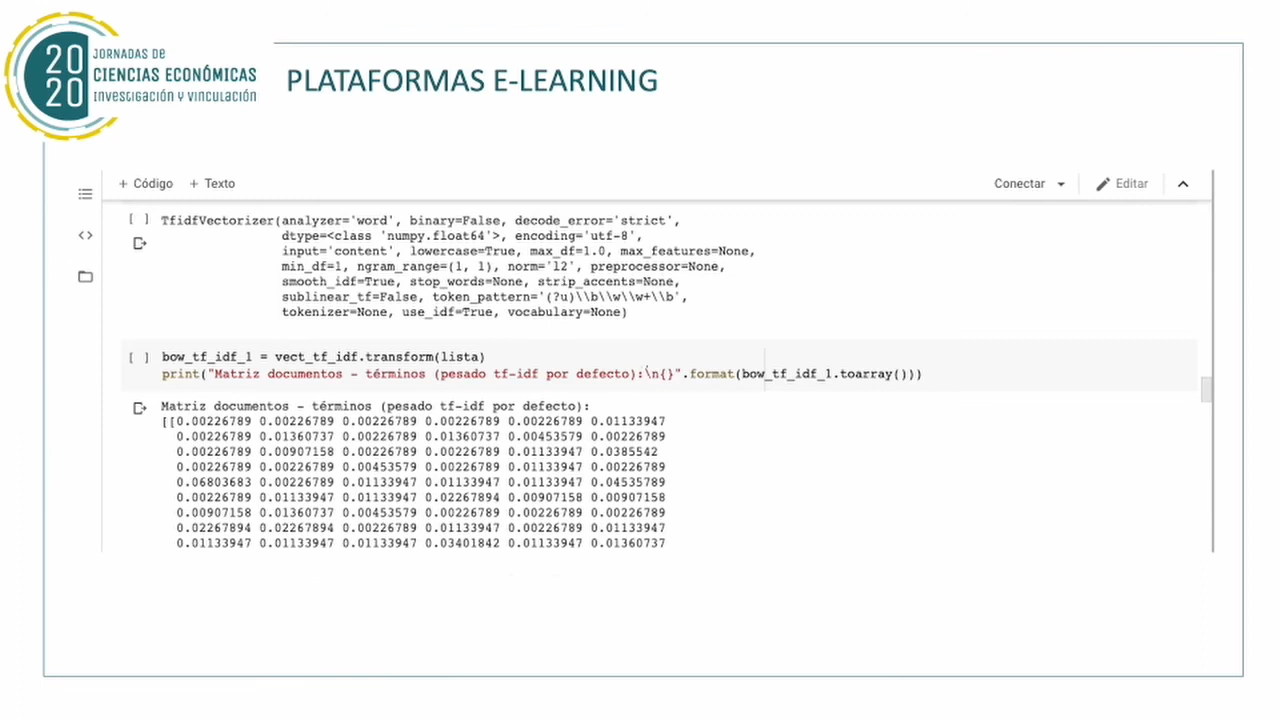 20
20
JORNADAS DE
CIENCIAS ECONÓMICAS
INVESTIGACIÓN Y VINCULACIÓN
PLATAFORMAS E-LEARNING
+ Código + Texto
Conectar
Editar
[ ] TfidfVectorizer(analyzer='word', binary=False, decode_error='strict',
dtype=<class 'numpy.float64'>, encoding='utf-8',
input='content', lowercase=True, max_df=1.0, max_features=None,
min_df=1, ngram_range=(1, 1), norm='l2', preprocessor=None,
smooth_idf=True, stop_words=None, strip_accents=None,
sublinear_tf=False, token_pattern='(?u)\\b\\w\\w+\\b',
tokenizer=None, use_idf=True, vocabulary=None)
[ ] bow_tf_idf_1 = vect_tf_idf.transform(lista)
print("Matriz documentos - términos (pesado tf-idf por defecto):\n{}".format(bow_tf_idf_1.toarray()))
Matriz documentos - términos (pesado tf-idf por defecto):
[[0.00226789 0.00226789 0.00226789 0.00226789 0.00226789 0.01133947
0.00226789 0.01360737 0.00226789 0.01360737 0.00453579 0.00226789
0.00226789 0.00907158 0.00226789 0.00226789 0.01133947 0.0385542
0.00226789 0.00226789 0.00453579 0.00226789 0.01133947 0.00226789
0.06803683 0.00226789 0.01133947 0.01133947 0.01133947 0.04535789
0.00226789 0.01133947 0.01133947 0.02267894 0.00907158 0.00907158
0.00907158 0.01360737 0.00453579 0.00226789 0.00226789 0.00226789
0.02267894 0.02267894 0.00226789 0.01133947 0.00226789 0.01133947
0.01133947 0.01133947 0.01133947 0.03401842 0.01133947 0.01360737